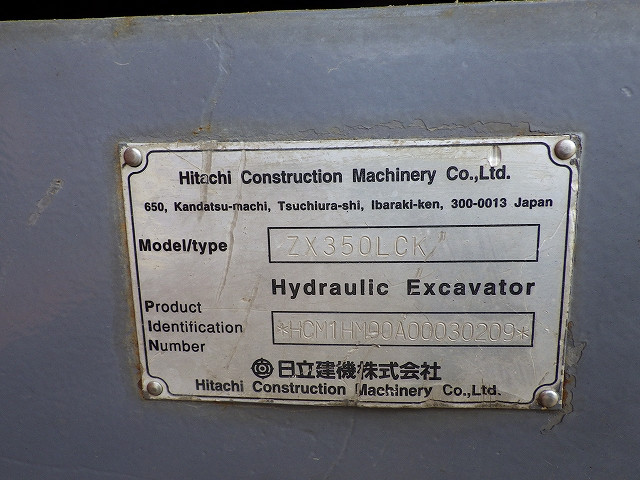 Hitachi Construction Machinery Co.,Ltd.
650, Kandatsu-machi, Tsuchiura-shi, Ibaraki-ken, 300-0013 Japan
Model/type ZX350LCK
Hydraulic Excavator
Product
Identification *HCM1HM90A00030209*
Number
日立建機株式会社
Hitachi Construction Machinery Co.,Ltd.